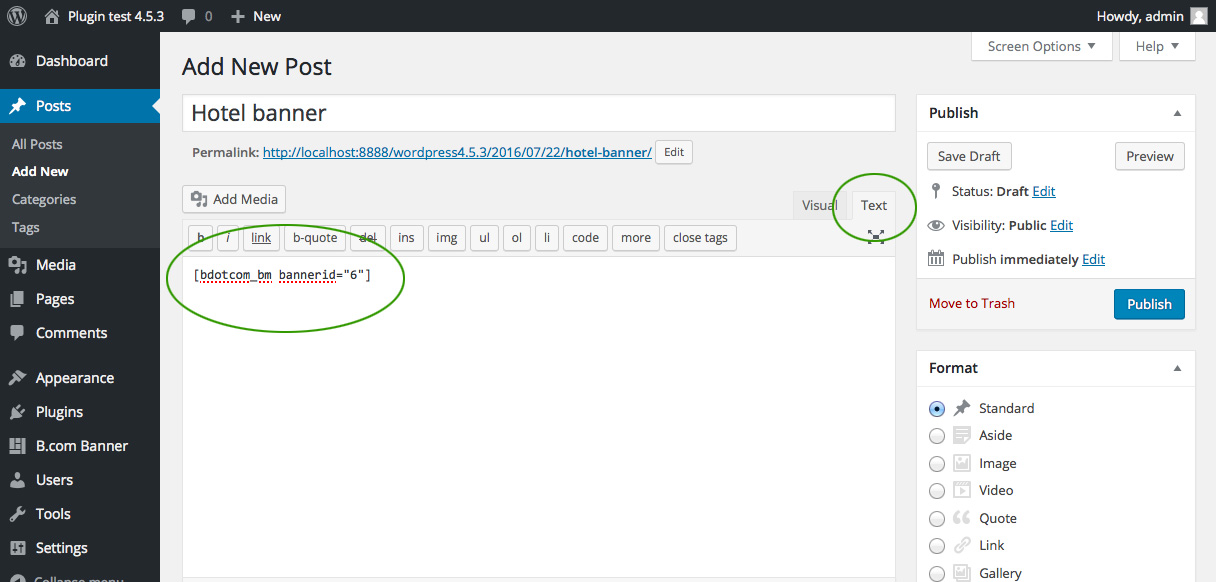 Plugin test 4.5.3 0 New Howdy, admin
Dashboard
Posts
All Posts
Add New
Categories
Tags
Media
Pages
Comments
Appearance
Plugins
B.com Banner
Users
Tools
Settings
Collapse menu
Screen Options Help
Add New Post
Hotel banner
Permalink: http://localhost:8888/wordpress4.5.3/2016/07/22/hotel-banner/ Edit
Add Media Visual Text
b i link b-quote del ins img ul ol li code more close tags
[bdotcom_bm bannerid="6"]
Publish
Save Draft Preview
Status: Draft Edit
Visibility: Public Edit
Publish immediately Edit
Move to Trash Publish
Format
Standard
Aside
Image
Video
Quote
Link
Gallery